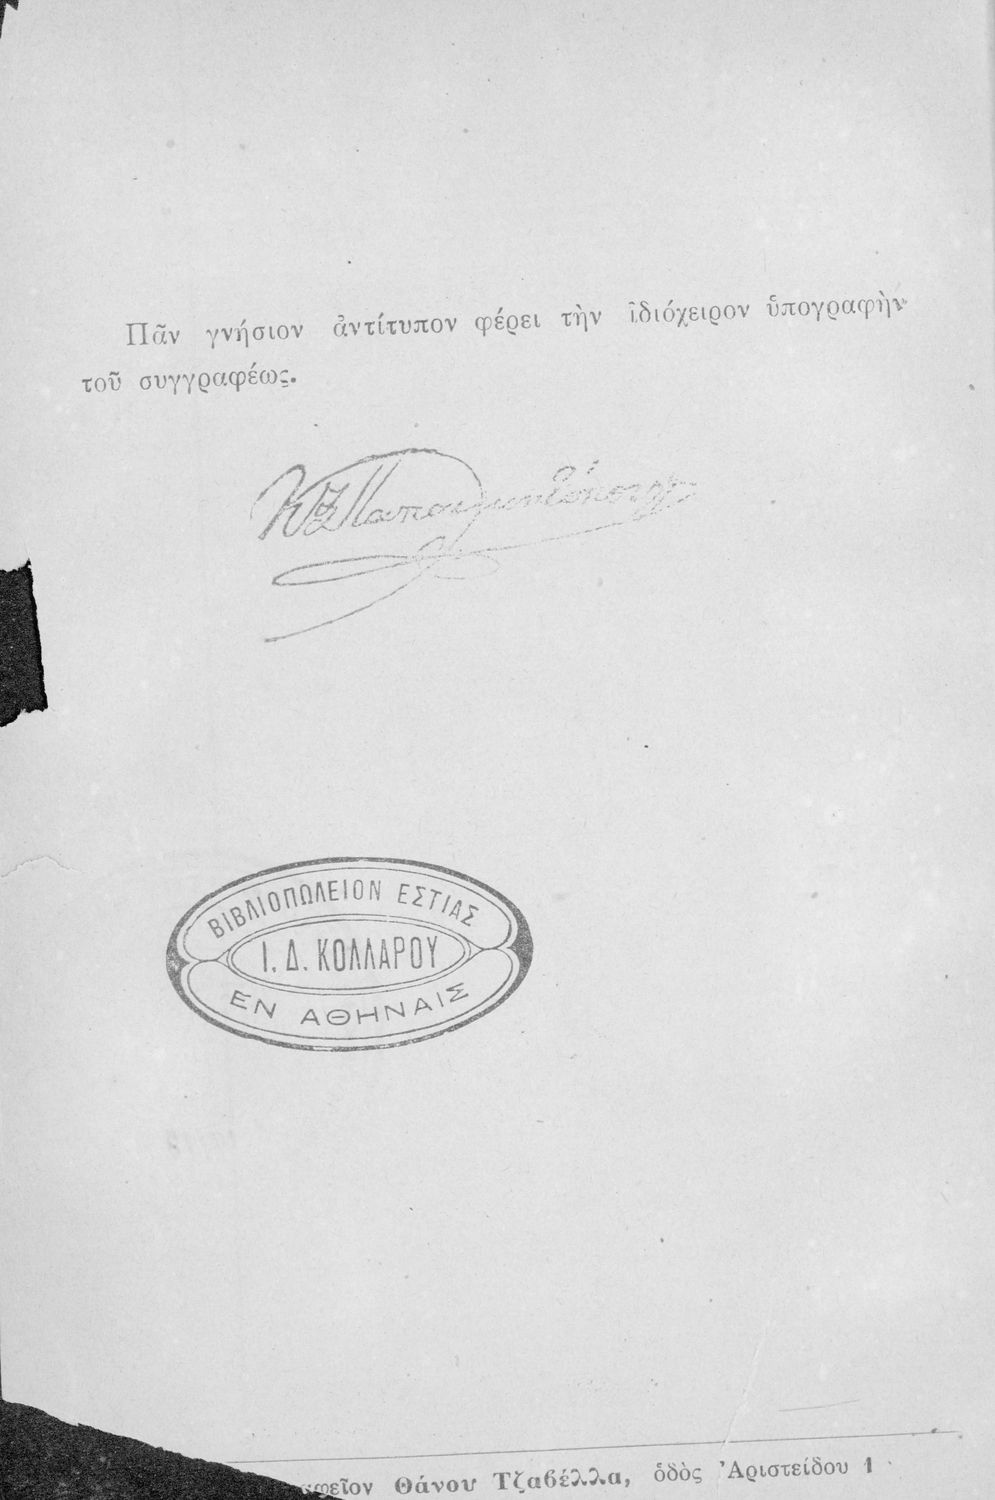 Πᾶν γνήσιον ἀντίτυπον φέρει τὴν ἰδιόχειρον ὑπογραφὴν
τοῦ συγγραφέως.
ΒΙΒΛΙΟΠΩΛΕΙΟΝ ΕΣΤΙΑΣ
Ι. Δ. ΚΟΛΛΑΡΟΥ
ΕΝ ΑΘΗΝΑΙΣ
Θάνου Τζαβέλλα, ὁδὸς Ἀριστείδου 1